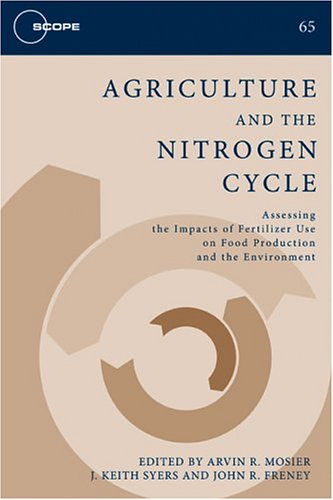 SCOPE
65
AGRICULTURE
AND THE
NITROGEN
CYCLE
Assessing
the Impacts of Fertilizer Use
on Food Production
and the Environment
EDITED BY ARVIN R. MOSIER
J. KEITH SYERS AND JOHN R. FRENEY